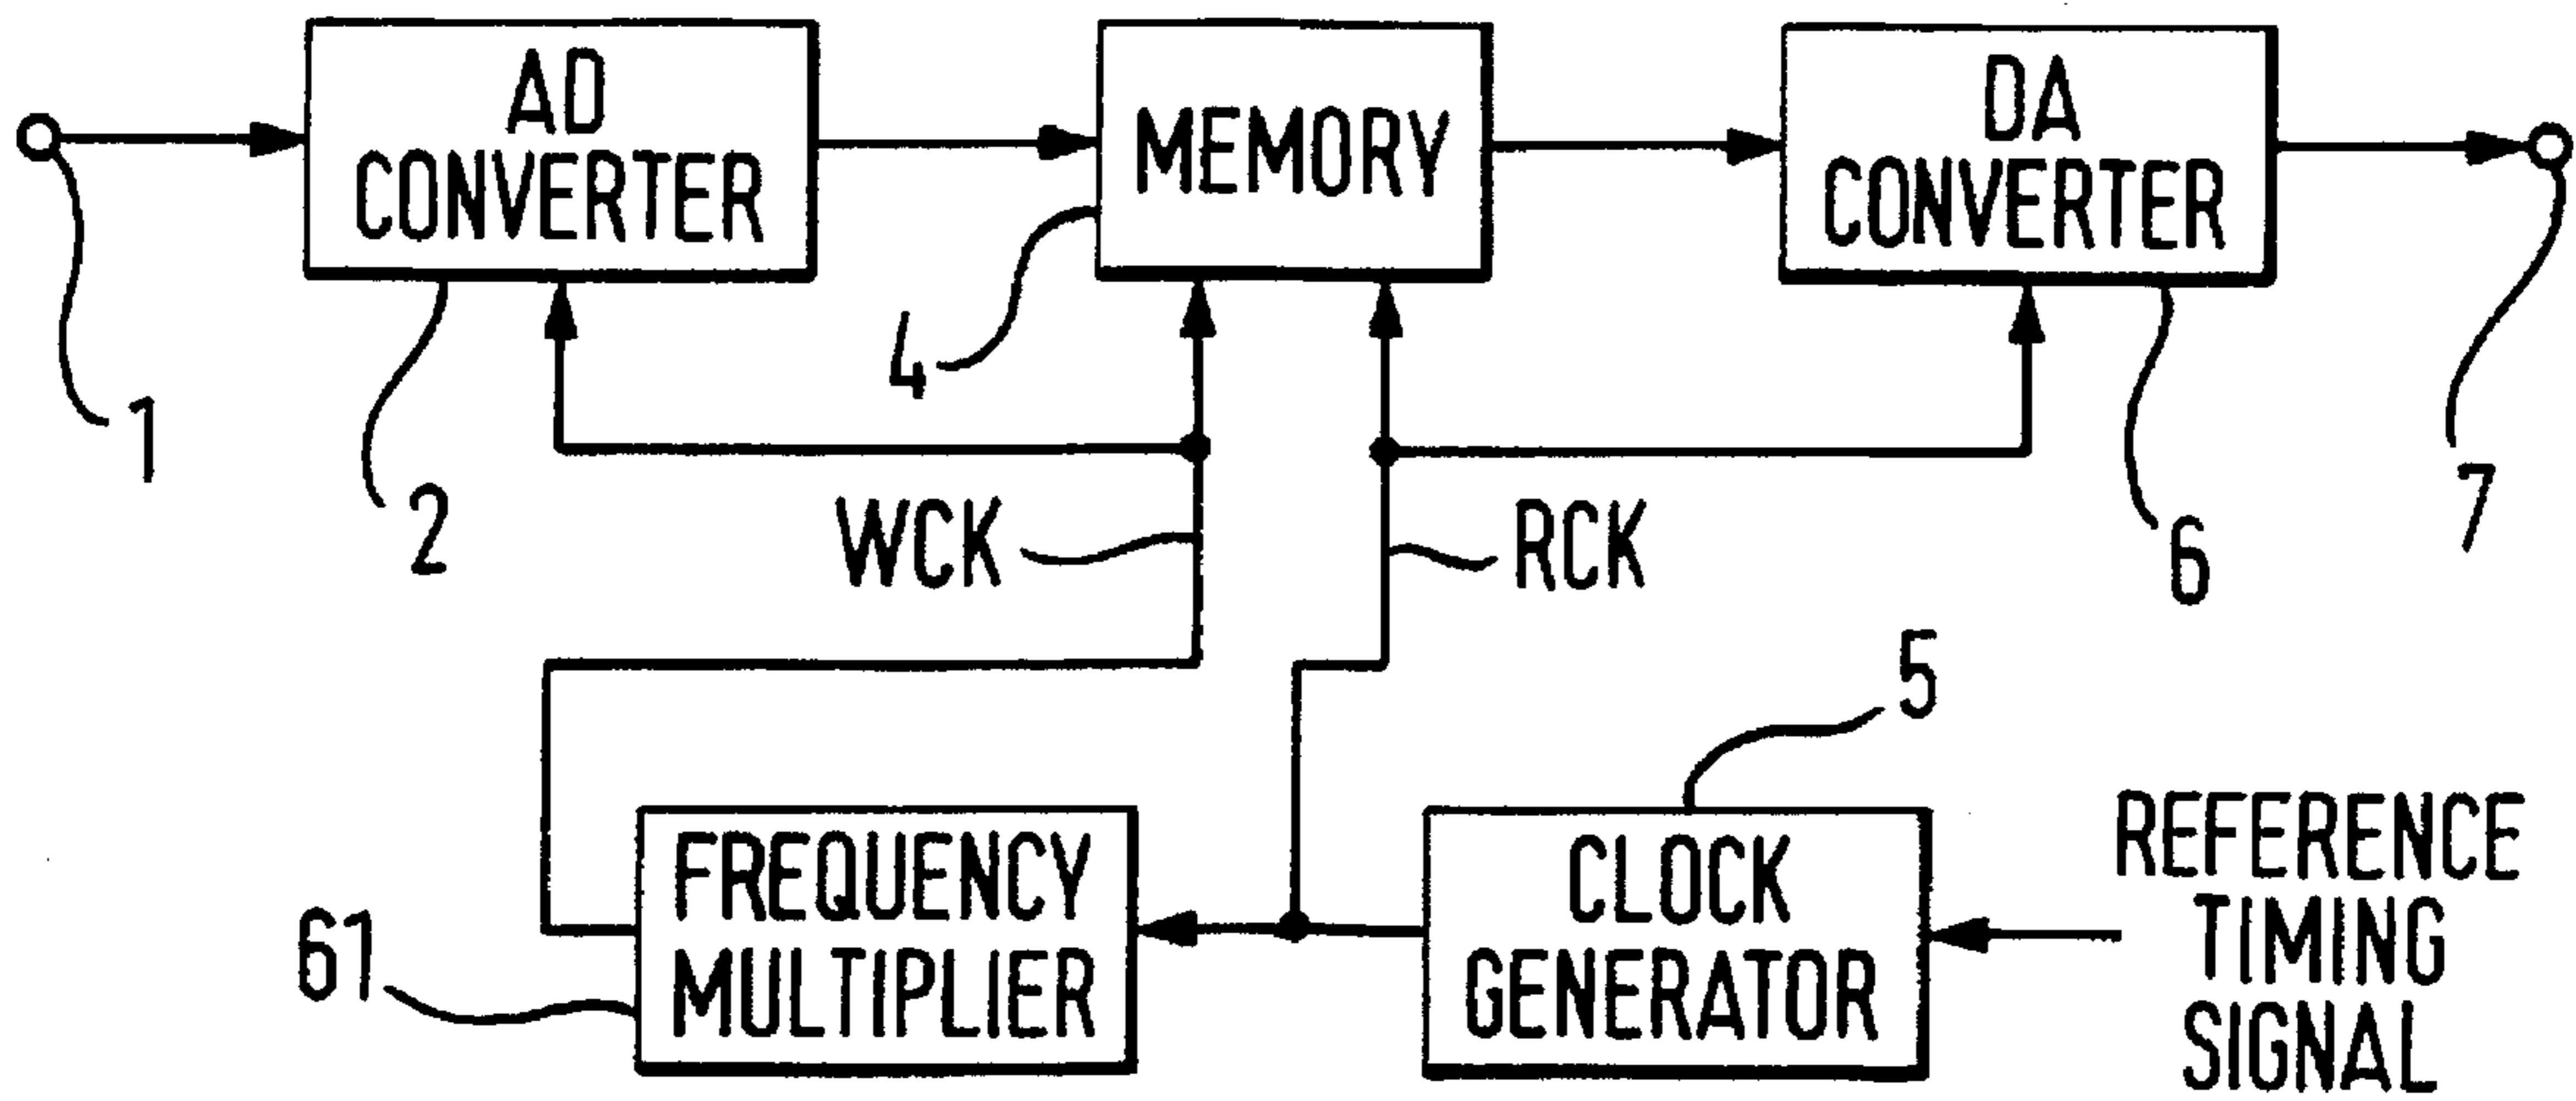 AD
CONVERTER
MEMORY
DA
CONVERTER
1
2
4
6
7
WCK
RCK
5
61
FREQUENCY
MULTIPLIER
CLOCK
GENERATOR
REFERENCE
TIMING
SIGNAL